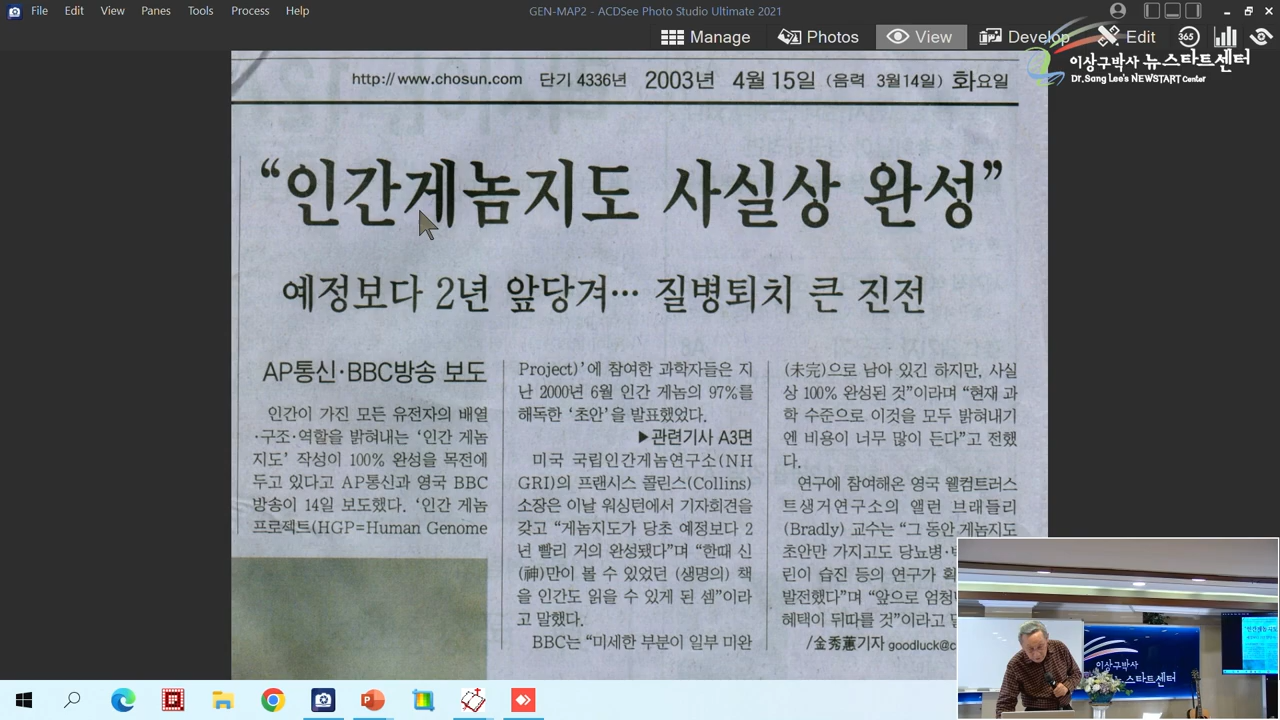 File Edit View Panes Tools Process Help
GEN-MAP2 - ACDSee Photo Studio Ultimate 2021
Manage Photos View Develop Edit 365
이상구박사 뉴스타트센터
Dr. Sang Lee's NEWSTART Center
http://www.chosun.com 단기 4336년 2003년 4월 15일 (음력 3월14일) 화요일
“인간게놈지도 사실상 완성”
예정보다 2년 앞당겨… 질병퇴치 큰 진전
AP통신·BBC방송 보도
인간이 가진 모든 유전자의 배열
·구조·역할을 밝혀내는 ‘인간 게놈
지도’ 작성이 100% 완성을 목전에
두고 있다고 AP통신과 영국 BBC
방송이 14일 보도했다. ‘인간 게놈
프로젝트(HGP=Human Genome
Project)’에 참여한 과학자들은 지
난 2000년 6월 인간 게놈의 97%를
해독한 ‘초안’을 발표했었다.
▶관련기사 A3면
미국 국립인간게놈연구소(NH
GRI)의 프랜시스 콜린스(Collins)
소장은 이날 워싱턴에서 기자회견을
갖고 “게놈지도가 당초 예정보다 2
년 빨리 거의 완성됐다”며 “한때 신
(神)만이 볼 수 있었던 (생명의) 책
을 인간도 읽을 수 있게 된 셈”이라
고 말했다.
BBC는 “미세한 부분이 일부 미완
(未完)으로 남아 있긴 하지만, 사실
상 100% 완성된 것”이라며 “현재 과
학 수준으로 이것을 모두 밝혀내기
엔 비용이 너무 많이 든다”고 전했
다.
연구에 참여해온 영국 웰컴트러스
트생거연구소의 앨런 브래들리
(Bradly) 교수는 “그 동안 게놈지도
초안만 가지고도 당뇨병·
린이 습진 등의 연구가
발전했다”며 “앞으로 엄청
혜택이 뒤따를 것”이라고
/金秀蕙기자 goodluck@c
이상구박사
뉴스타트센터